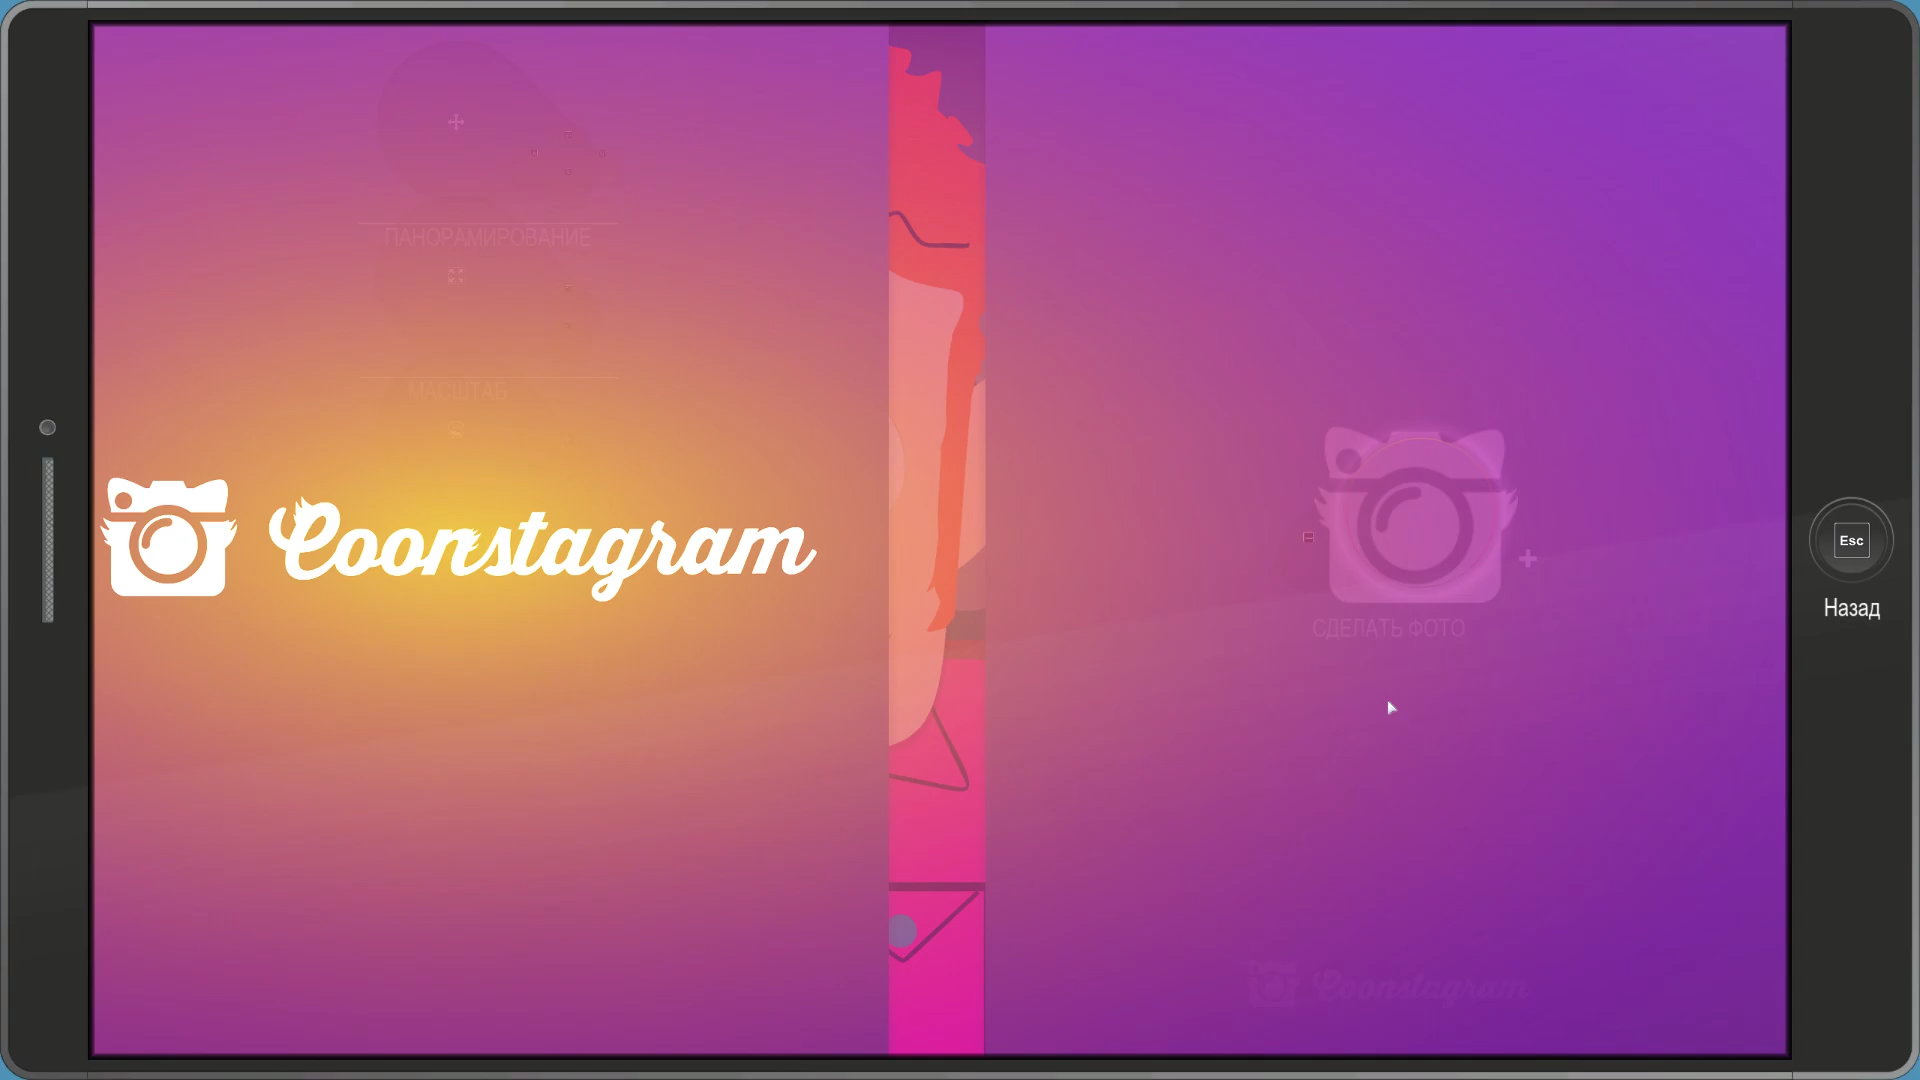 ПАНОРАМИРОВАНИЕ
МАСШТАБ
Coonstagram
Esc
Назад
СДЕЛАТЬ ФОТО
Coonstagram